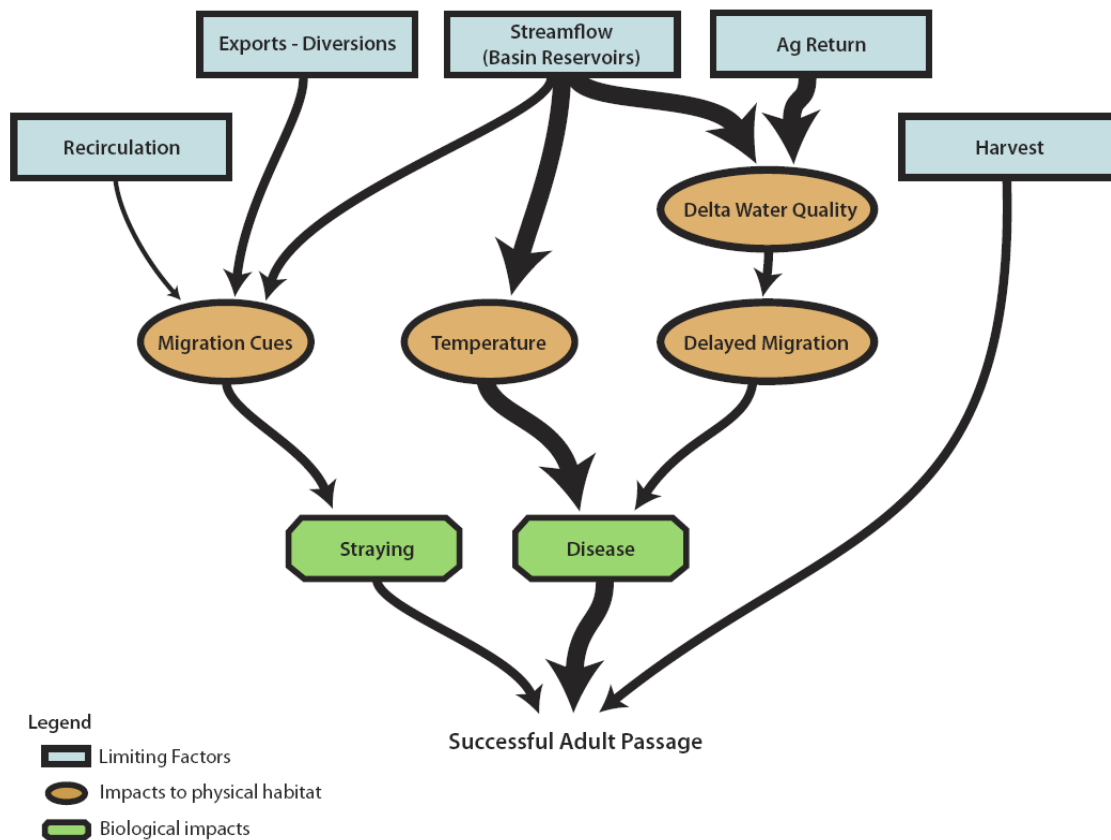 Exports - Diversions
Streamflow
(Basin Reservoirs)
Ag Return
Recirculation
Harvest
Delta Water Quality
Migration Cues
Temperature
Delayed Migration
Straying
Disease
Successful Adult Passage
Legend
Limiting Factors
Impacts to physical habitat
Biological impacts